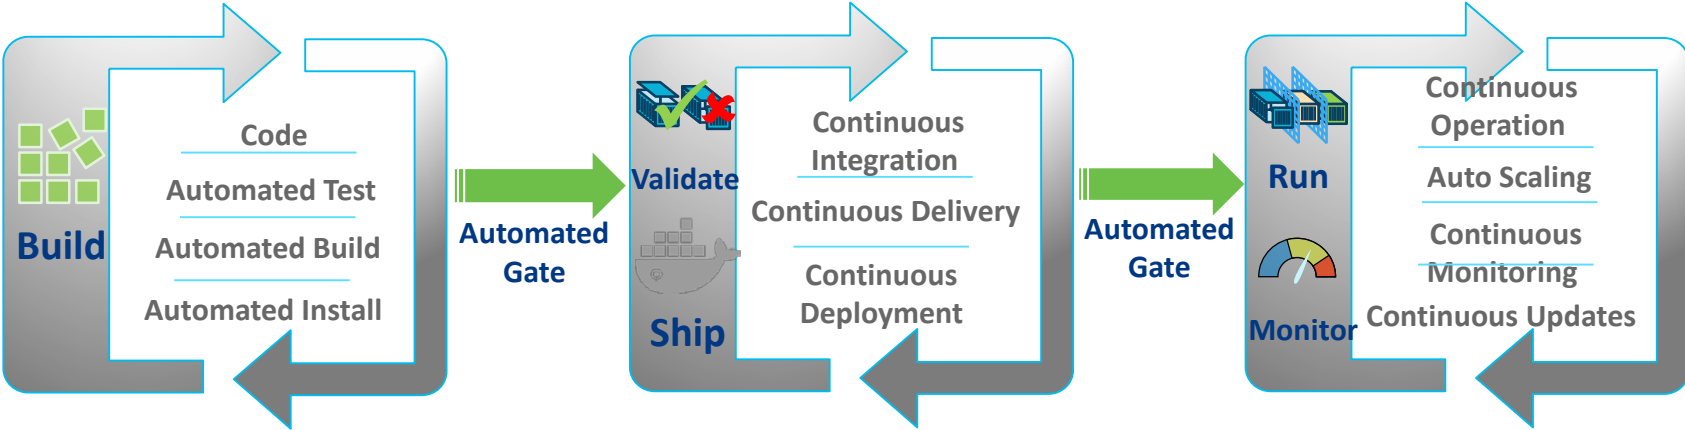 Build
Code
Automated Test
Automated Build
Automated Install
Automated
Gate
Validate
Ship
Continuous
Integration
Continuous Delivery
Continuous
Deployment
Automated
Gate
Run
Monitor
Continuous
Operation
Auto Scaling
Continuous
Monitoring
Continuous Updates